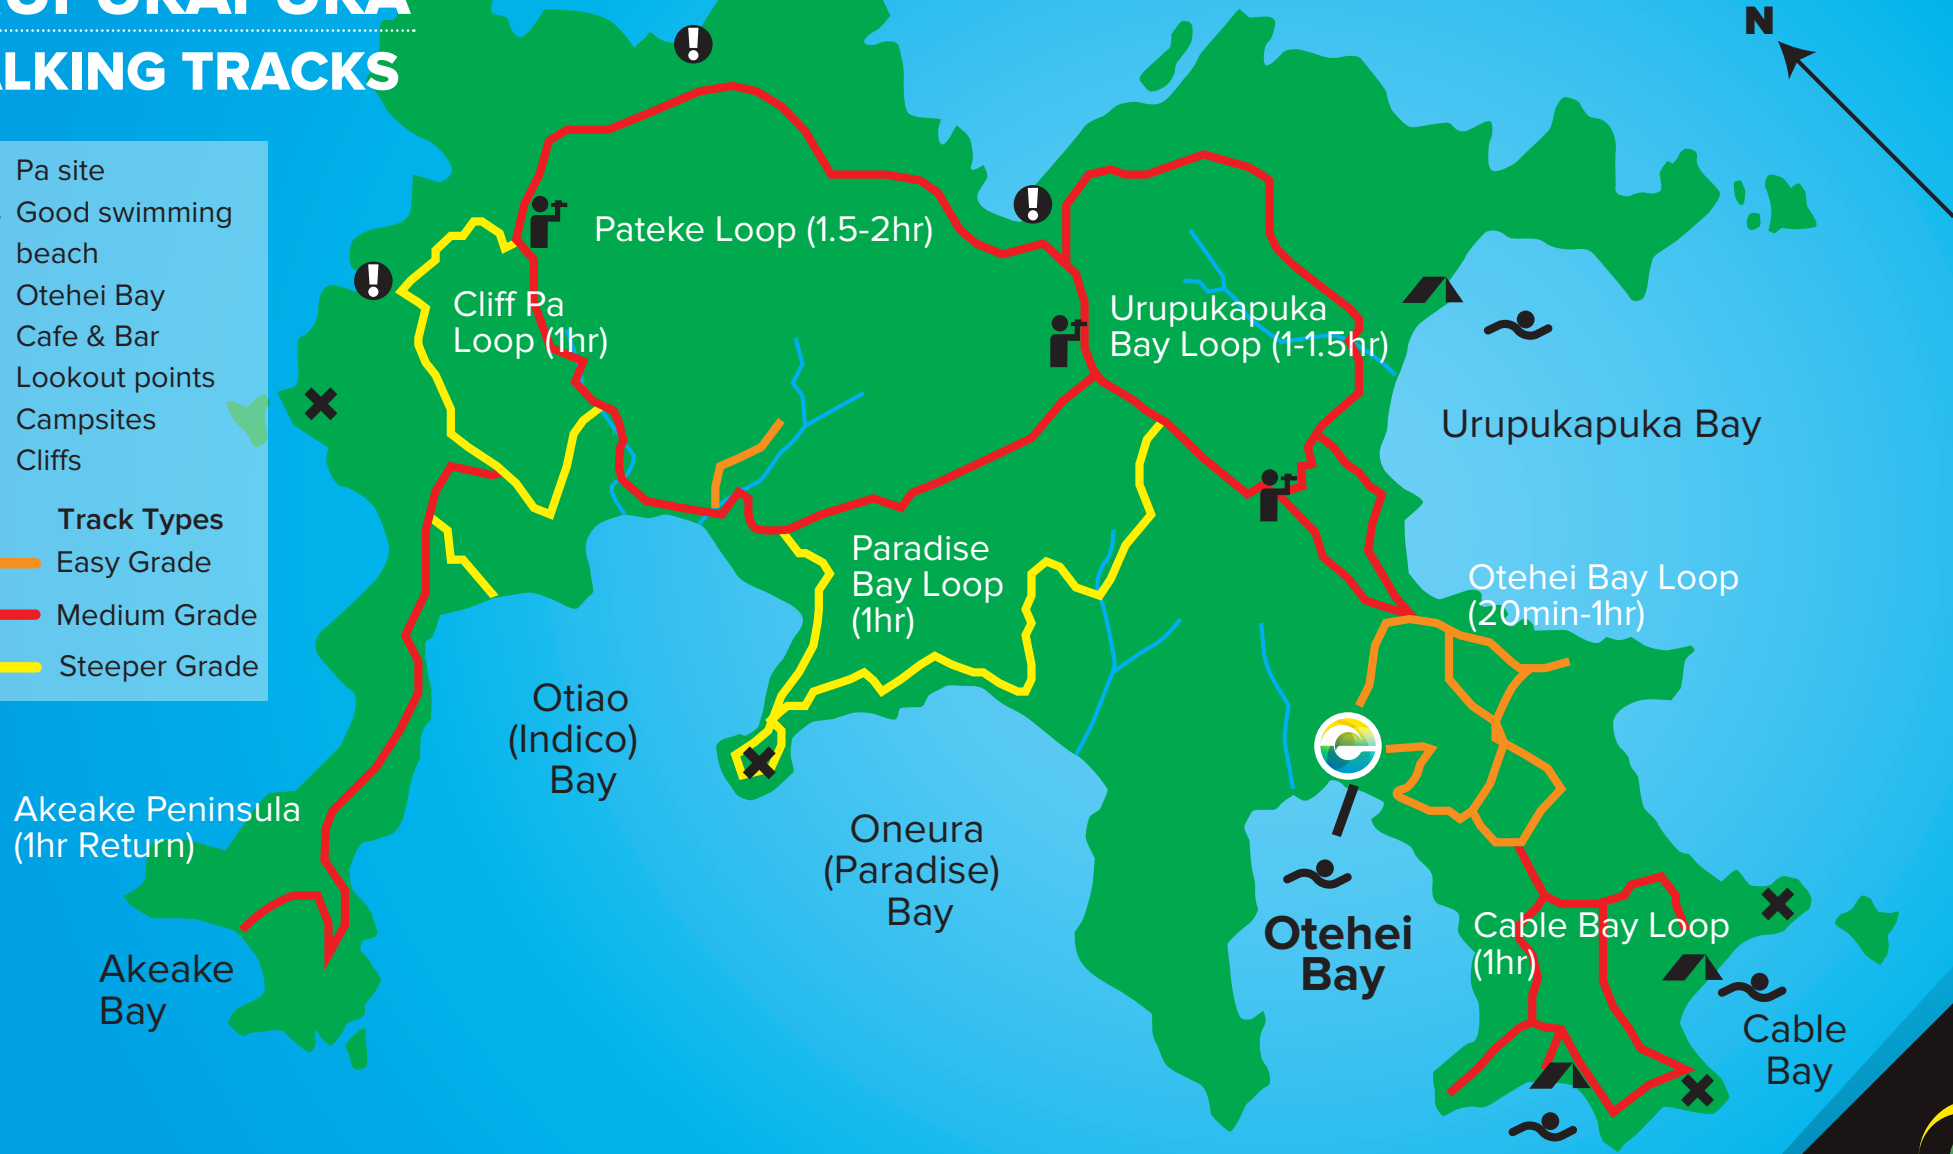 WALKING TRACKS
N
Pa site
Good swimming
beach
Otehei Bay
Cafe & Bar
Lookout points
Campsites
Cliffs
Track Types
Easy Grade
Medium Grade
Steeper Grade
Pateke Loop (1.5-2hr)
Cliff Pa
Loop (1hr)
Urupukapuka
Bay Loop (1-1.5hr)
Urupukapuka Bay
Paradise
Bay Loop
(1hr)
Otehei Bay Loop
(20min-1hr)
Otiao
(Indico)
Bay
Akeake Peninsula
(1hr Return)
Oneura
(Paradise)
Bay
Otehei
Bay
Cable Bay Loop
(1hr)
Akeake
Bay
Cable
Bay